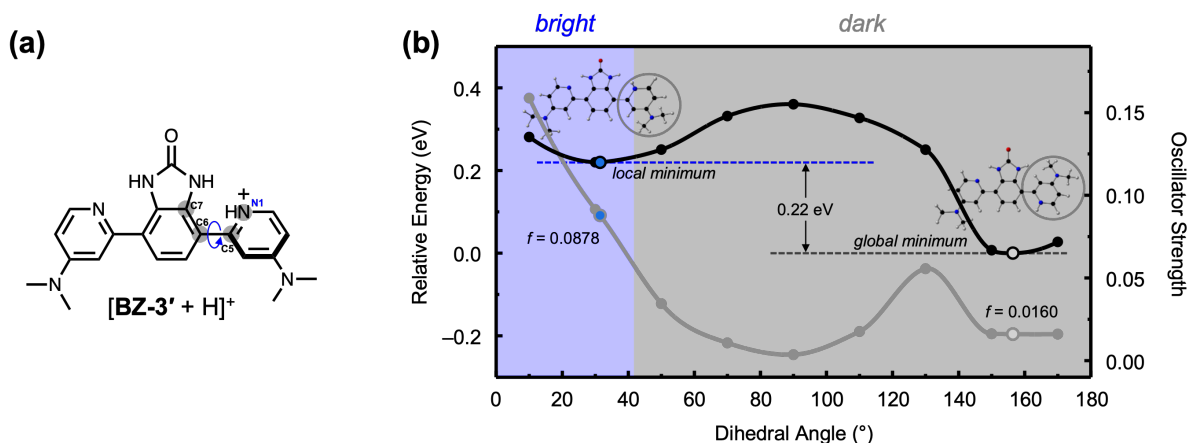 (a)
O
HN
NH
+
HN
N1
N
C7
C6
C5
N
N
[BZ-3′ + H]⁺
(b)
bright
dark
Relative Energy (eV)
0.4
0.2
0.0
–0.2
local minimum
0.22 eV
global minimum
f = 0.0878
f = 0.0160
0.15
0.10
0.05
0.00
Oscillator Strength
0 20 40 60 80 100 120 140 160 180
Dihedral Angle (°)